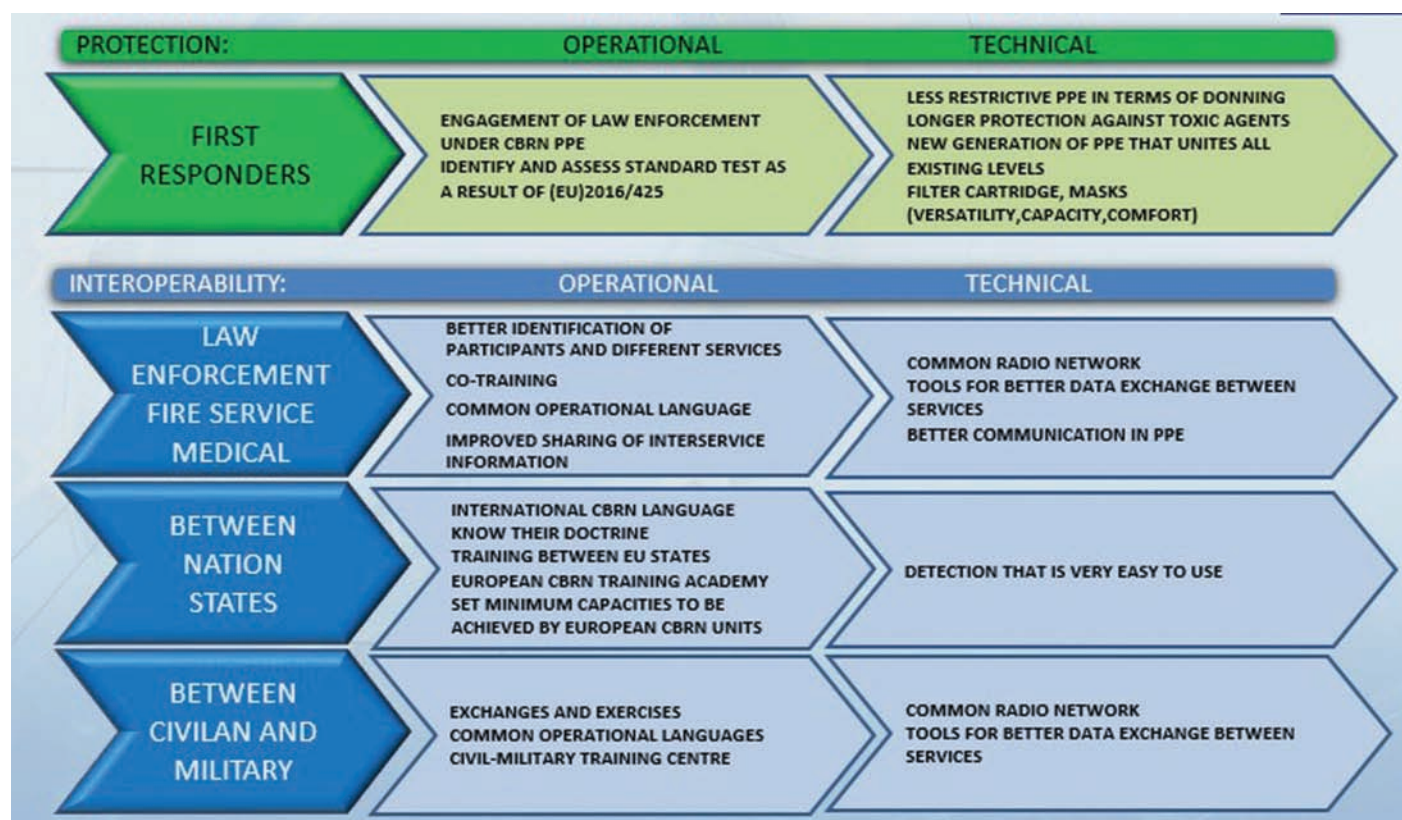 PROTECTION: OPERATIONAL TECHNICAL
FIRST
RESPONDERS
ENGAGEMENT OF LAW ENFORCEMENT
UNDER CBRN PPE
IDENTIFY AND ASSESS STANDARD TEST AS
A RESULT OF (EU)2016/425
LESS RESTRICTIVE PPE IN TERMS OF DONNING
LONGER PROTECTION AGAINST TOXIC AGENTS
NEW GENERATION OF PPE THAT UNITES ALL
EXISTING LEVELS
FILTER CARTRIDGE, MASKS
(VERSATILITY,CAPACITY,COMFORT)
INTEROPERABILITY: OPERATIONAL TECHNICAL
LAW
ENFORCEMENT
FIRE SERVICE
MEDICAL
BETTER IDENTIFICATION OF
PARTICIPANTS AND DIFFERENT SERVICES
CO-TRAINING
COMMON OPERATIONAL LANGUAGE
IMPROVED SHARING OF INTERSERVICE
INFORMATION
COMMON RADIO NETWORK
TOOLS FOR BETTER DATA EXCHANGE BETWEEN
SERVICES
BETTER COMMUNICATION IN PPE
BETWEEN
NATION
STATES
INTERNATIONAL CBRN LANGUAGE
KNOW THEIR DOCTRINE
TRAINING BETWEEN EU STATES
EUROPEAN CBRN TRAINING ACADEMY
SET MINIMUM CAPACITIES TO BE
ACHIEVED BY EUROPEAN CBRN UNITS
DETECTION THAT IS VERY EASY TO USE
BETWEEN
CIVILAN AND
MILITARY
EXCHANGES AND EXERCISES
COMMON OPERATIONAL LANGUAGES
CIVIL-MILITARY TRAINING CENTRE
COMMON RADIO NETWORK
TOOLS FOR BETTER DATA EXCHANGE BETWEEN
SERVICES